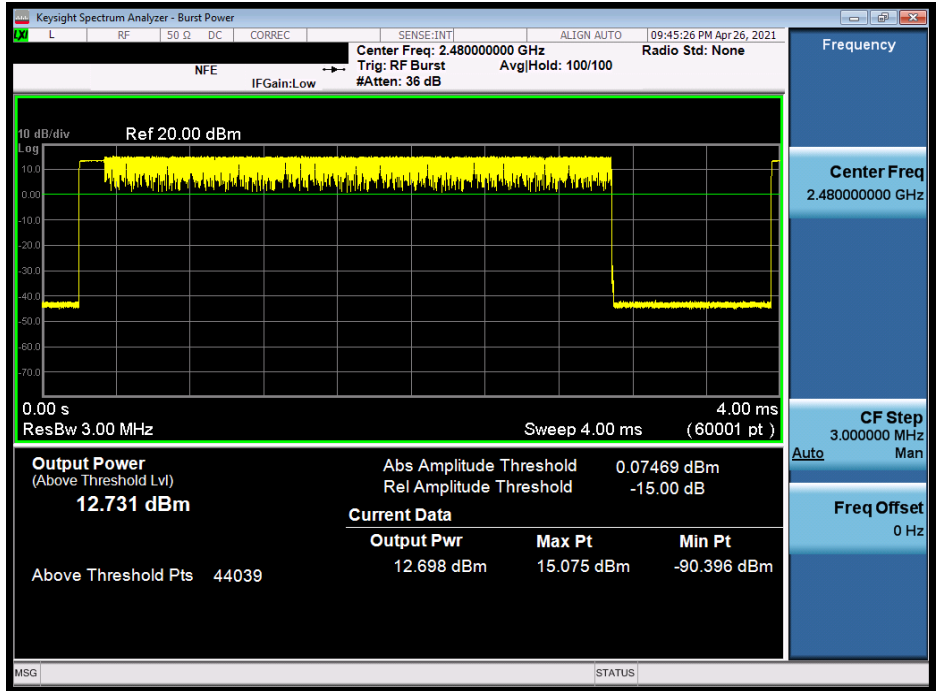 Keysight Spectrum Analyzer - Burst Power
LXI L RF 50 Ω DC CORREC SENSE:INT ALIGN AUTO 09:45:26 PM Apr 26, 2021
NFE
IFGain:Low
Center Freq: 2.480000000 GHz Radio Std: None
Trig: RF Burst Avg|Hold: 100/100
#Atten: 36 dB
10 dB/div Ref 20.00 dBm
Log
10.0
0.00
-10.0
-20.0
-30.0
-40.0
-50.0
-60.0
-70.0
0.00 s 4.00 ms
ResBw 3.00 MHz Sweep 4.00 ms (60001 pt)
Output Power
(Above Threshold Lvl)
12.731 dBm
Above Threshold Pts 44039
Abs Amplitude Threshold 0.07469 dBm
Rel Amplitude Threshold -15.00 dB
Current Data
Output Pwr Max Pt Min Pt
12.698 dBm 15.075 dBm -90.396 dBm
Frequency
Center Freq
2.480000000 GHz
CF Step
3.000000 MHz
Auto Man
Freq Offset
0 Hz
MSG STATUS